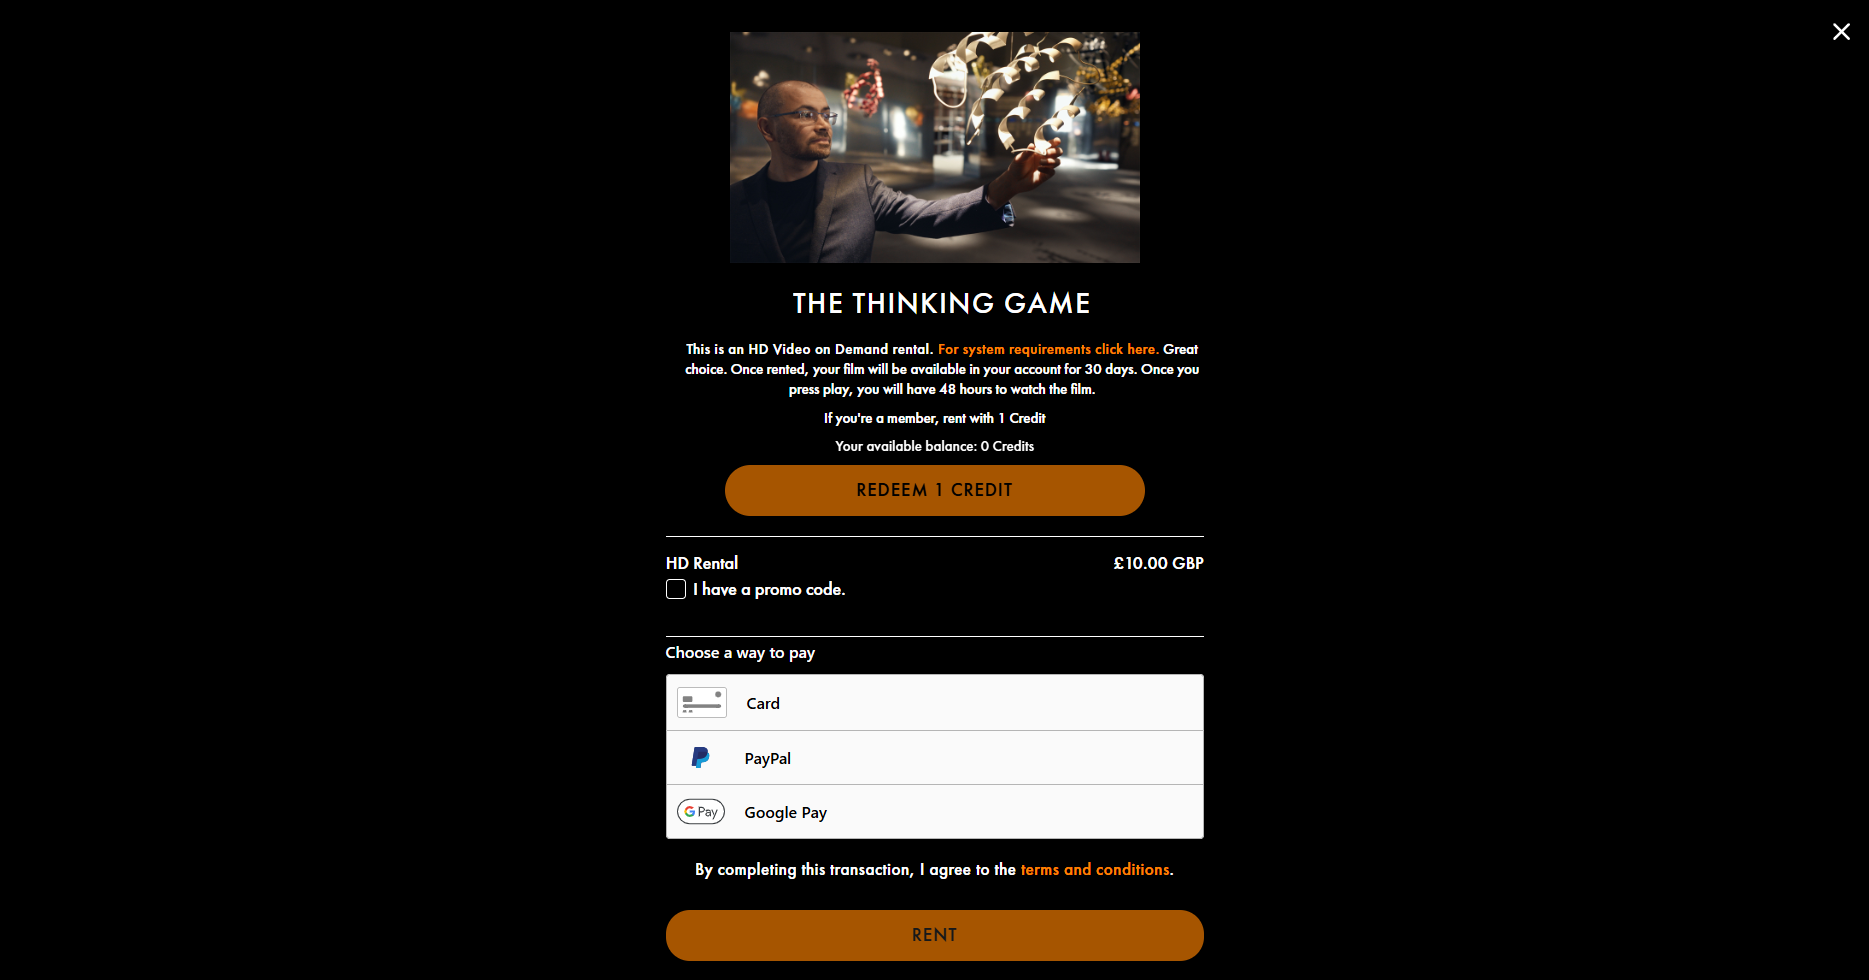 THE THINKING GAME
This is an HD Video on Demand rental. For system requirements click here. Great
choice. Once rented, your film will be available in your account for 30 days. Once you
press play, you will have 48 hours to watch the film.
If you're a member, rent with 1 Credit
Your available balance: 0 Credits
REDEEM 1 CREDIT
HD Rental £10.00 GBP
I have a promo code.
Choose a way to pay
Card
PayPal
G Pay Google Pay
By completing this transaction, I agree to the terms and conditions.
RENT